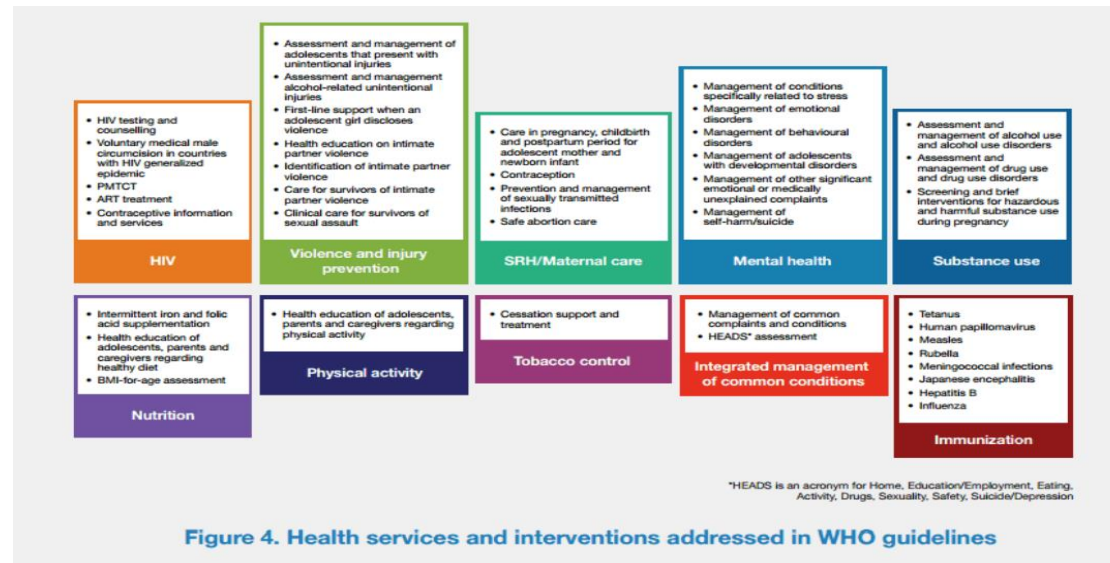 • HIV testing and
counselling
• Voluntary medical male
circumcision in countries
with HIV generalized
epidemic
• PMTCT
• ART treatment
• Contraceptive information
and services
HIV
• Assessment and management of
adolescents that present with
unintentional injuries
• Assessment and management
alcohol-related unintentional
injuries
• First-line support when an
adolescent girl discloses
violence
• Health education on intimate
partner violence
• Identification of intimate partner
violence
• Care for survivors of intimate
partner violence
• Clinical care for survivors of
sexual assault
Violence and injury
prevention
• Care in pregnancy, childbirth
and postpartum period for
adolescent mother and
newborn infant
• Contraception
• Prevention and management
of sexually transmitted
infections
• Safe abortion care
SRH/Maternal care
• Management of conditions
specifically related to stress
• Management of emotional
disorders
• Management of behavioural
disorders
• Management of adolescents
with developmental disorders
• Management of other significant
emotional or medically
unexplained complaints
• Management of
self-harm/suicide
Mental health
• Assessment and
management of alcohol use
and alcohol use disorders
• Assessment and
management of drug use
and drug use disorders
• Screening and brief
interventions for hazardous
and harmful substance use
during pregnancy
Substance use
• Intermittent iron and folic
acid supplementation
• Health education of
adolescents, parents and
caregivers regarding
healthy diet
• BMI-for-age assessment
Nutrition
• Health education of adolescents,
parents and caregivers regarding
physical activity
Physical activity
• Cessation support and
treatment
Tobacco control
• Management of common
complaints and conditions
• HEADS* assessment
Integrated management
of common conditions
• Tetanus
• Human papillomavirus
• Measles
• Rubella
• Meningococcal infections
• Japanese encephalitis
• Hepatitis B
• Influenza
Immunization
*HEADS is an acronym for Home, Education/Employment, Eating,
Activity, Drugs, Sexuality, Safety, Suicide/Depression
Figure 4. Health services and interventions addressed in WHO guidelines